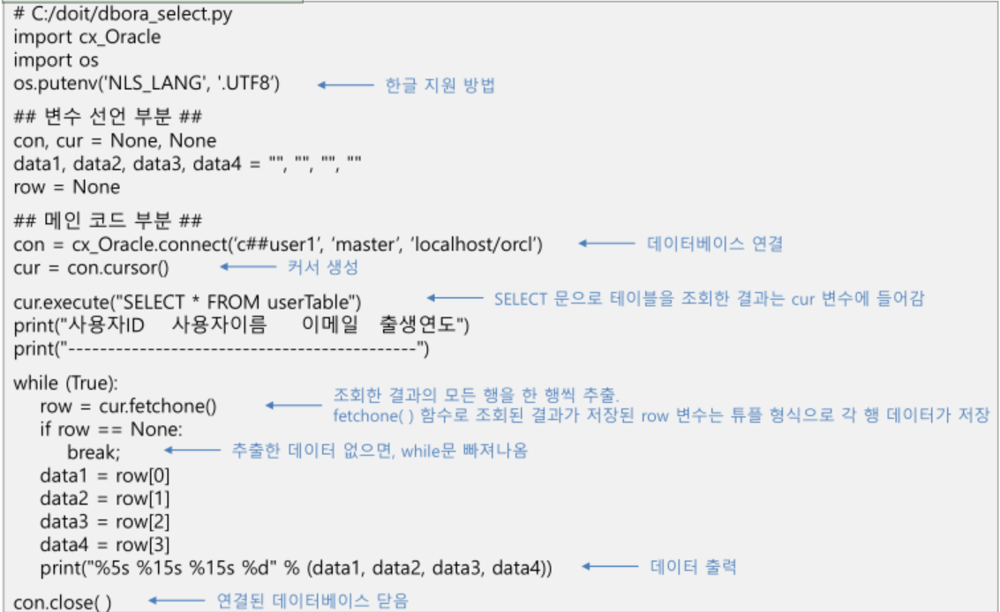 # C:/doit/dbora_select.py
import cx_Oracle
import os
os.putenv('NLS_LANG', '.UTF8’) 한글 지원 방법
## 변수 선언 부분 ##
con, cur = None, None
data1, data2, data3, data4 = "", "", "", ""
row = None
## 메인 코드 부분 ##
con = cx_Oracle.connect(‘c##user1’, ‘master’, ‘localhost/orcl’) 데이터베이스 연결
cur = con.cursor() 커서 생성
cur.execute("SELECT * FROM userTable") SELECT 문으로 테이블을 조회한 결과는 cur 변수에 들어감
print("사용자ID 사용자이름 이메일 출생연도")
print("--------------------------------------------")
while (True):
조회한 결과의 모든 행을 한 행씩 추출.
row = cur.fetchone()
fetchone( ) 함수로 조회된 결과가 저장된 row 변수는 튜플 형식으로 각 행 데이터가 저장
if row == None:
break; 추출한 데이터 없으면, while문 빠져나옴
data1 = row[0]
data2 = row[1]
data3 = row[2]
data4 = row[3]
print("%5s %15s %15s %d" % (data1, data2, data3, data4)) 데이터 출력
con.close( ) 연결된 데이터베이스 닫음